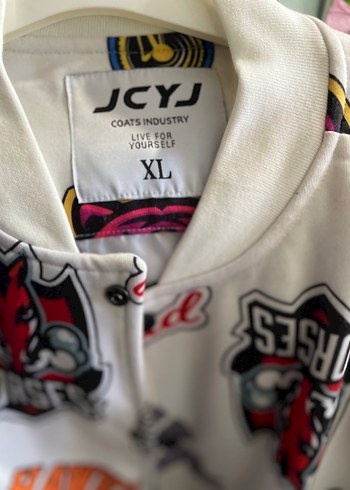 JCYJ
COATS INDUSTRY
LIVE FOR
YOURSELF
XL
ORSES